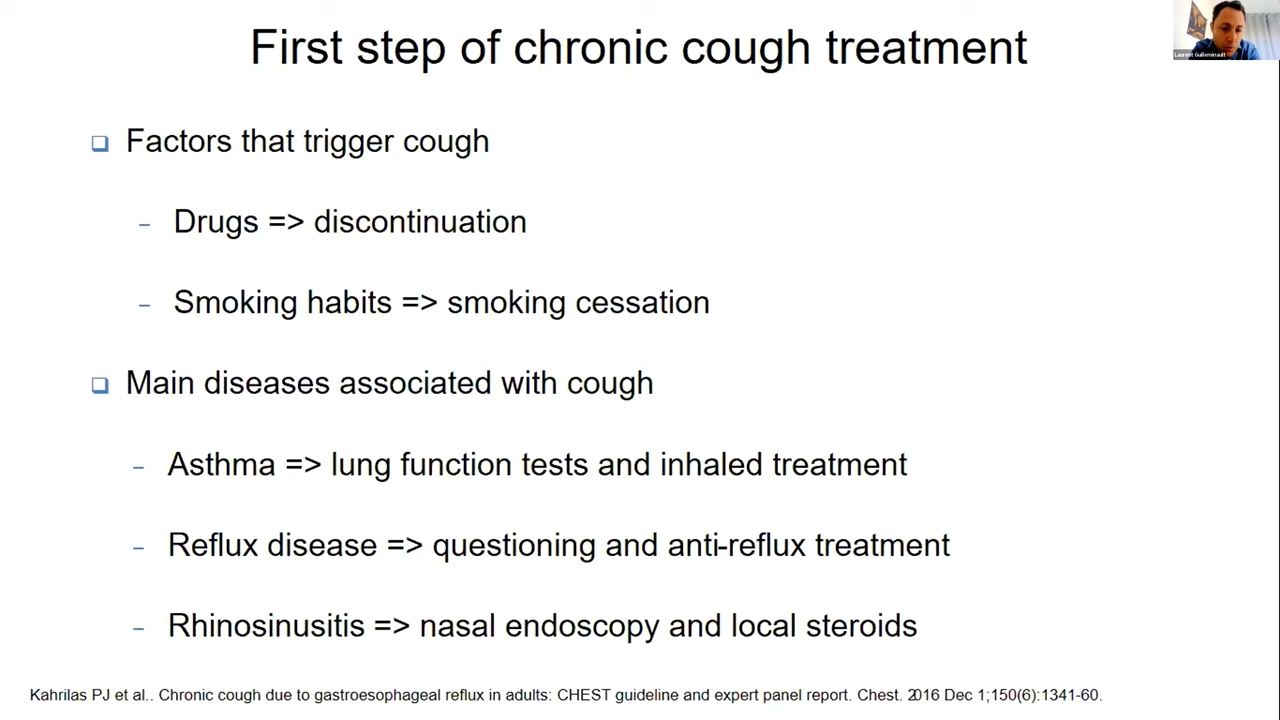 First step of chronic cough treatment
Laurent Guilleminault
Factors that trigger cough
– Drugs => discontinuation
– Smoking habits => smoking cessation
Main diseases associated with cough
– Asthma => lung function tests and inhaled treatment
– Reflux disease => questioning and anti-reflux treatment
– Rhinosinusitis => nasal endoscopy and local steroids
Kahrilas PJ et al.. Chronic cough due to gastroesophageal reflux in adults: CHEST guideline and expert panel report. Chest. 2016 Dec 1;150(6):1341-60.